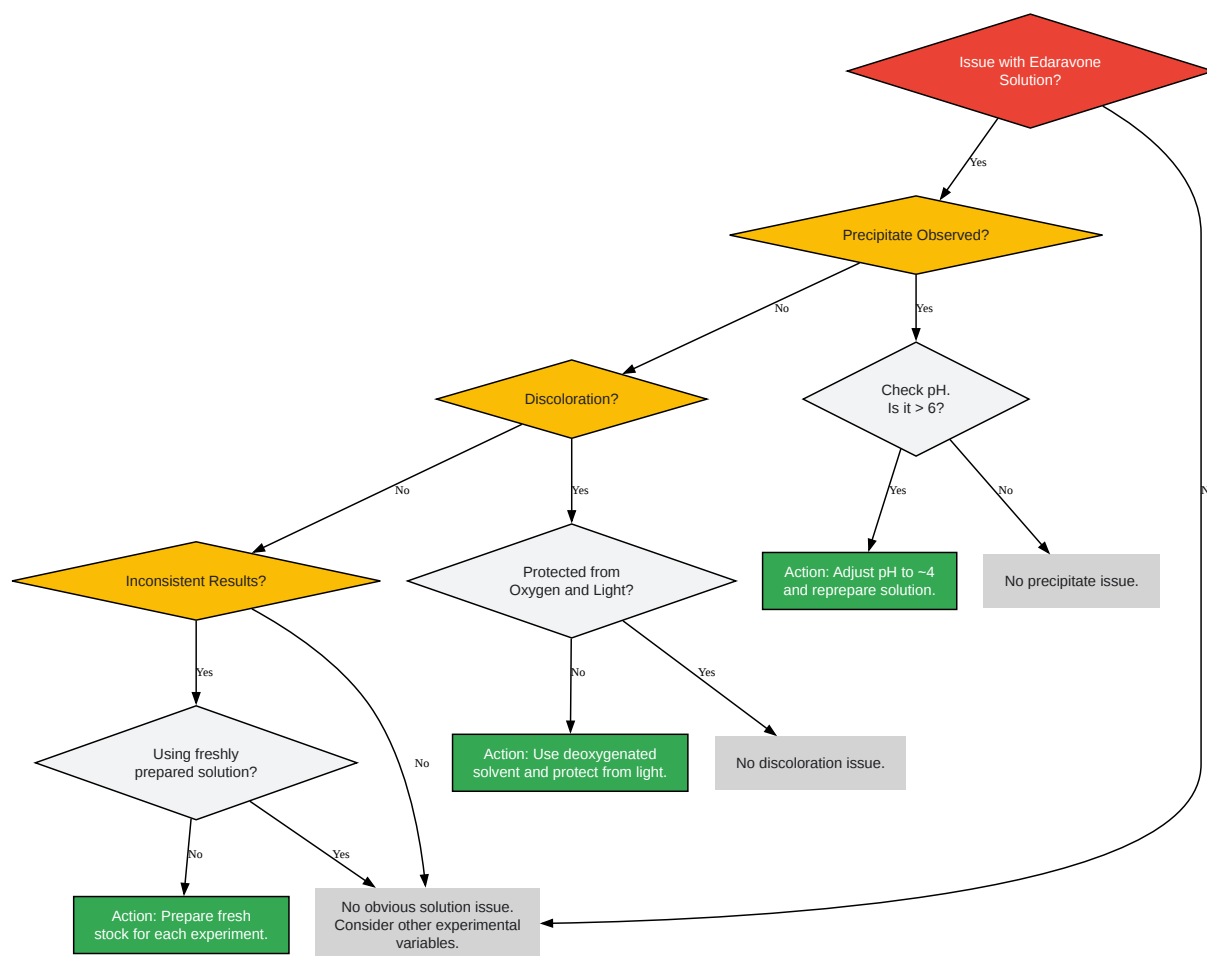 Issue with Edaravone
Solution?
Yes
Precipitate Observed?
No
Yes
Discoloration?
Check pH.
Is it > 6?
No
Yes
Yes
No
Inconsistent Results?
Protected from
Oxygen and Light?
Action: Adjust pH to ~4
and reprepare solution.
No precipitate issue.
Yes
No
Yes
Using freshly
prepared solution?
No
Action: Use deoxygenated
solvent and protect from light.
No discoloration issue.
No
Yes
Action: Prepare fresh
stock for each experiment.
No obvious solution issue.
Consider other experimental
variables.